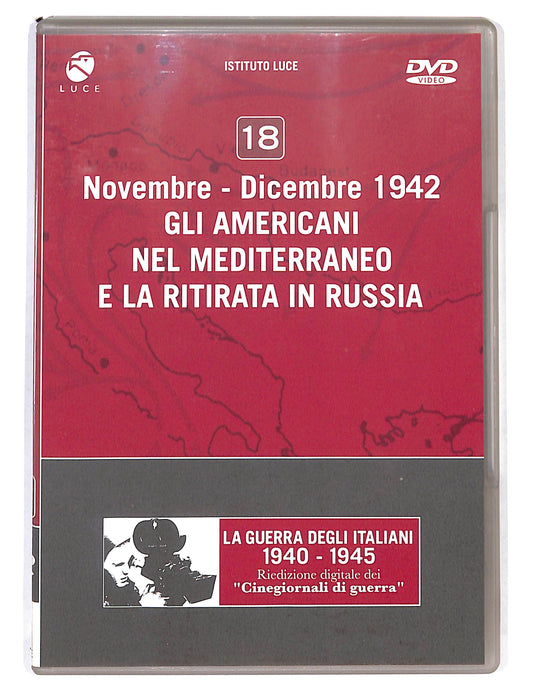 LUCE
ISTITUTO LUCE
DVD
VIDEO
18
Novembre - Dicembre 1942
GLI AMERICANI
NEL MEDITERRANEO
E LA RITIRATA IN RUSSIA
LA GUERRA DEGLI ITALIANI
1940 - 1945
Riedizione digitale dei
"Cinegiornali di guerra"